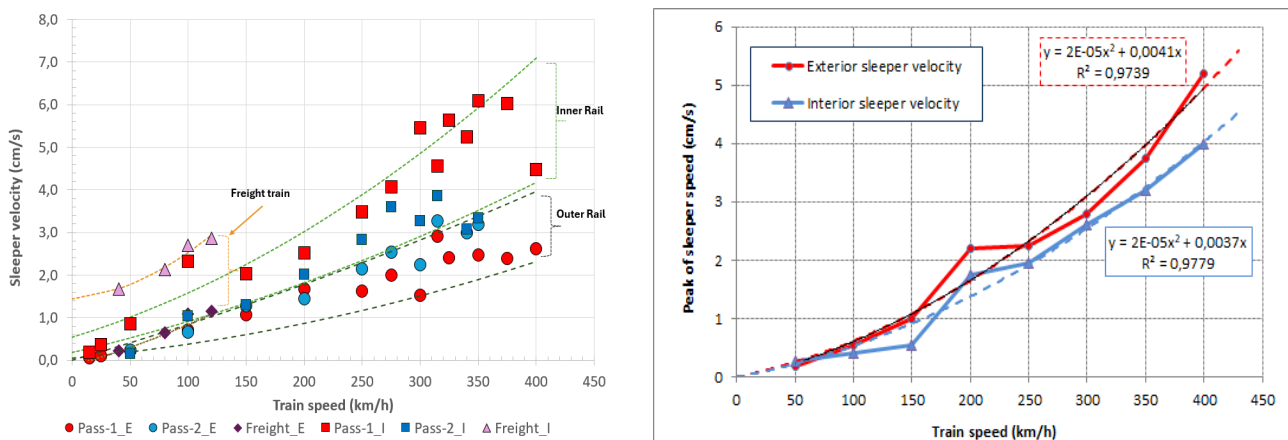 8,0
7,0
6,0
5,0
4,0
3,0
2,0
1,0
0,0
Sleeper velocity (cm/s)
Freight train
Inner Rail
Outer Rail
0 50 100 150 200 250 300 350 400 450
Train speed (km/h)
Pass-1_E Pass-2_E Freight_E Pass-1_I Pass-2_I Freight_I
6
5
4
3
2
1
0
Peak of sleeper speed (cm/s)
Exterior sleeper velocity
Interior sleeper velocity
y = 2E-05x² + 0,0041x
R² = 0,9739
y = 2E-05x² + 0,0037x
R² = 0,9779
0 50 100 150 200 250 300 350 400 450
Train speed (km/h)